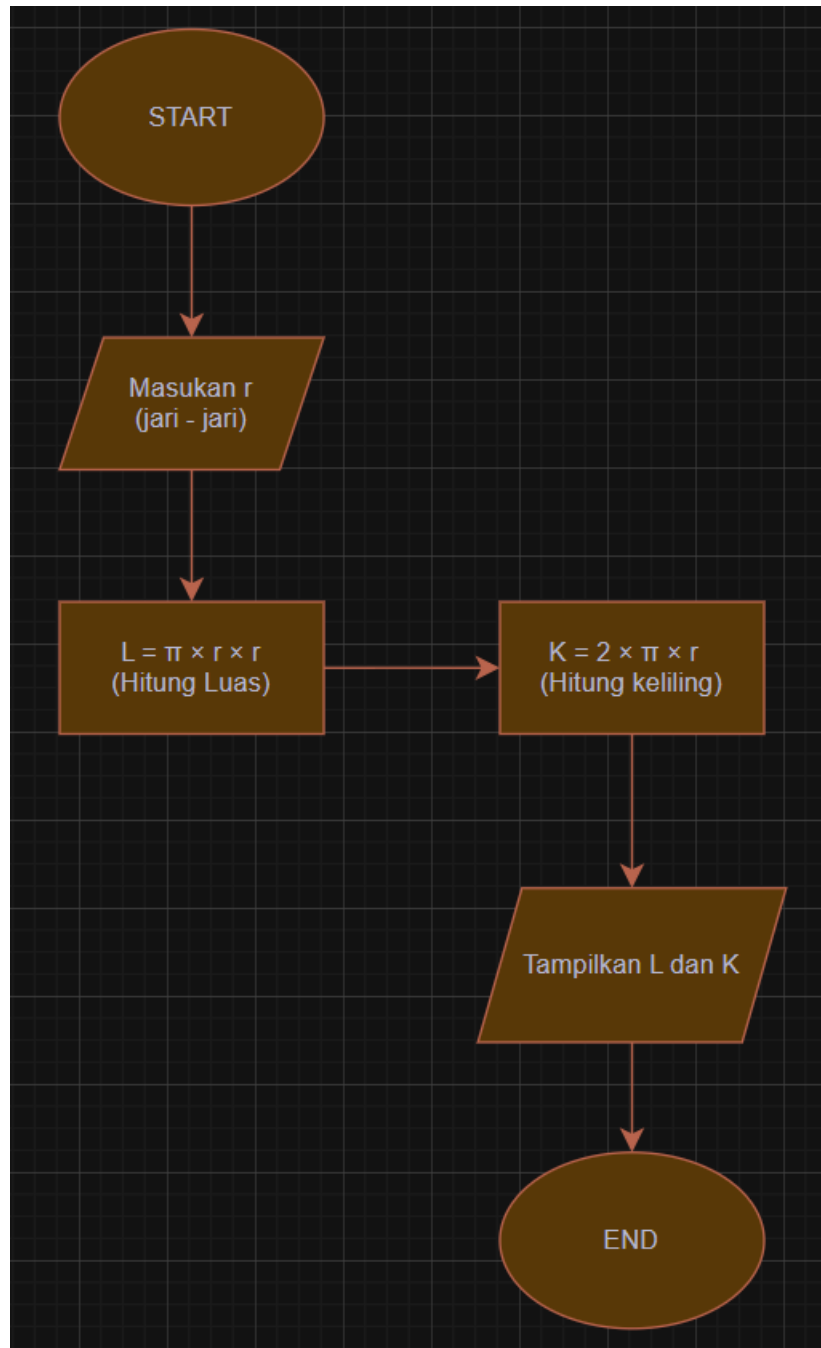 START
Masukan r
(jari - jari)
L = π × r × r
(Hitung Luas)
K = 2 × π × r
(Hitung keliling)
Tampilkan L dan K
END